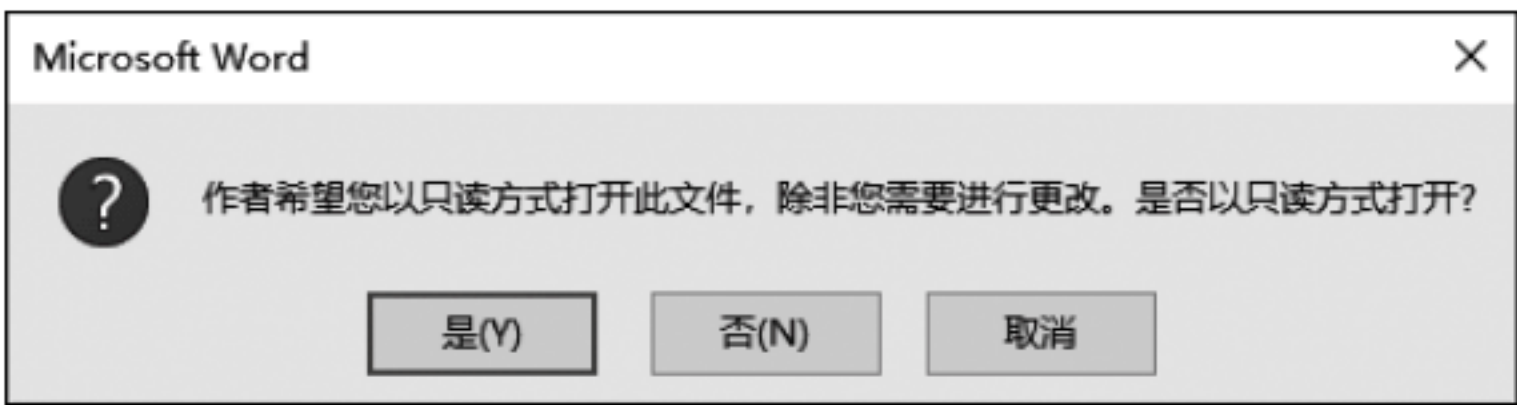 Microsoft Word
作者希望您以只读方式打开此文件，除非您需要进行更改。是否以只读方式打开?
是(Y)
否(N)
取消